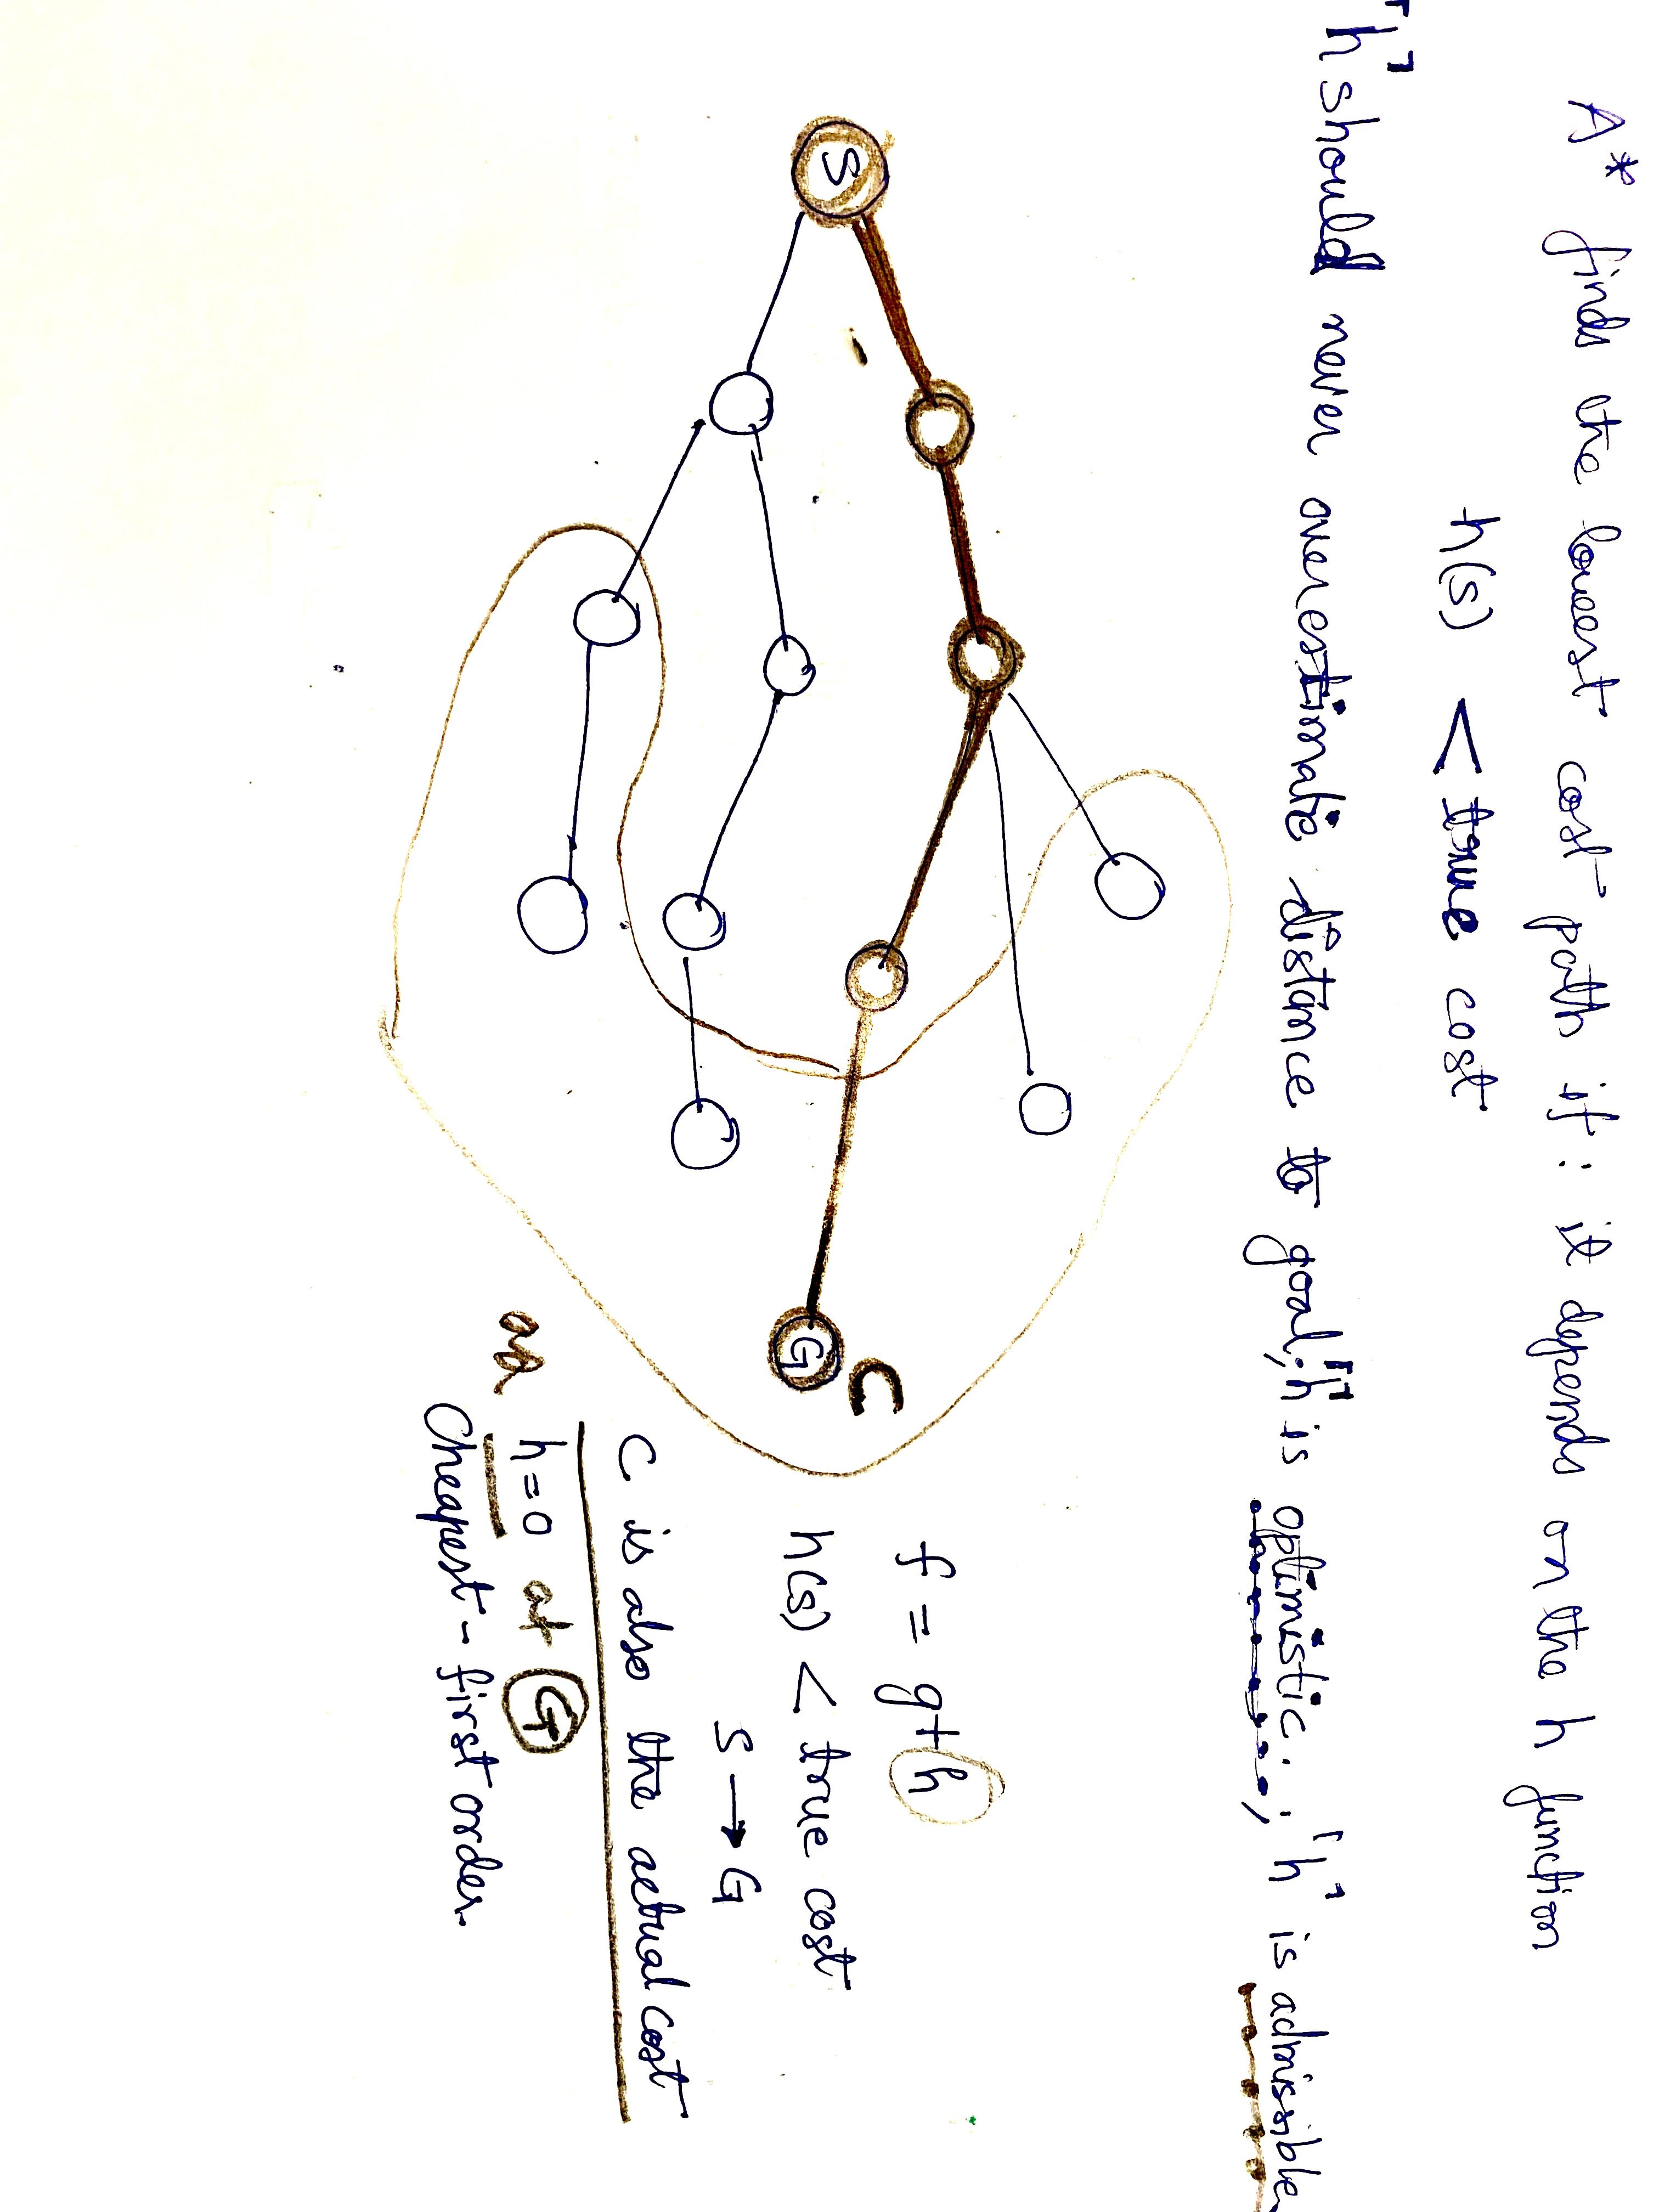 A* finds the lowest cost path if : it depends on the h function
h(s) < true cost
"h" should never overestimate distance to goal; "h" is optimistic. ; 'h' is admissible
S
C
G
f = g+h
h(s) < true cost
S → G
C is also the actual cost
as h=0 at G
Cheapest - first order.